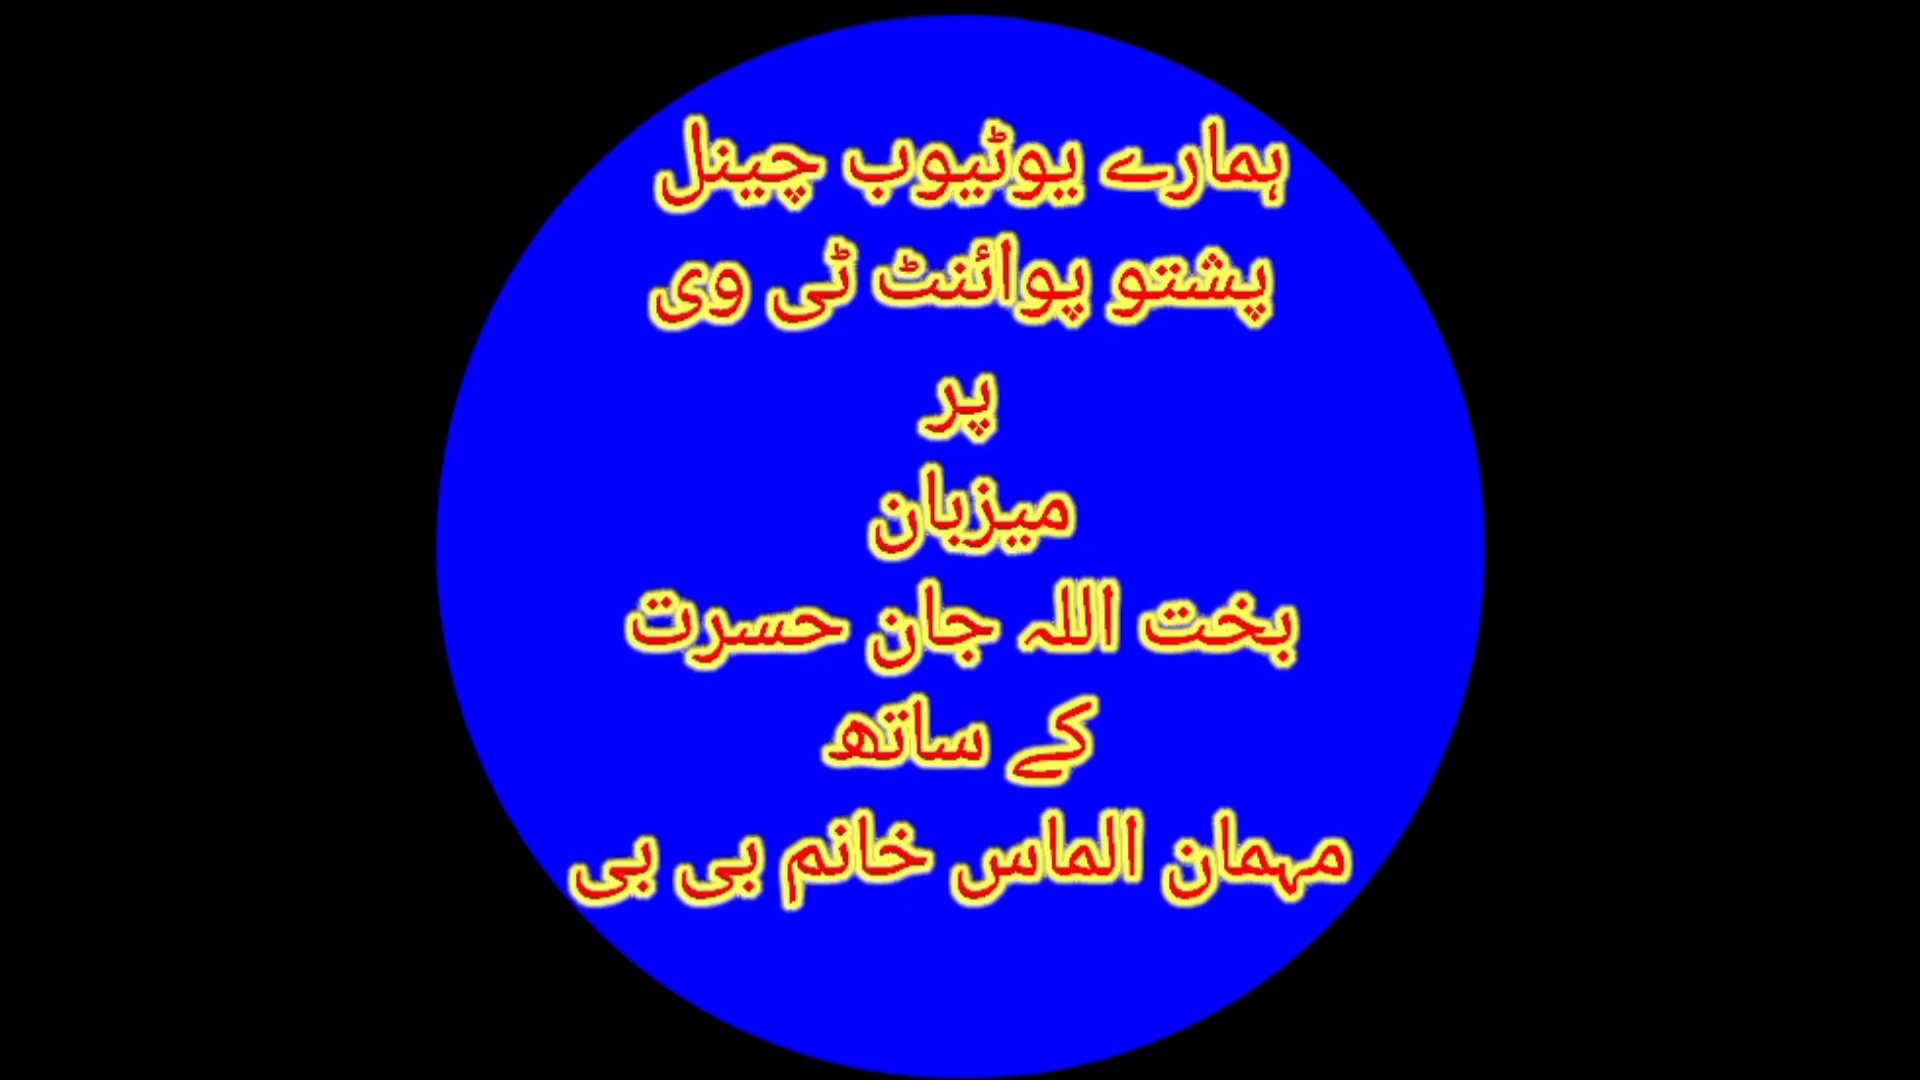 ہمارے یوٹیوب چینل
پشتو پوائنٹ ٹی وی
پر
میزبان
بخت اللہ جان حسرت
کے ساتھ
مہمان الماس خانم بی بی